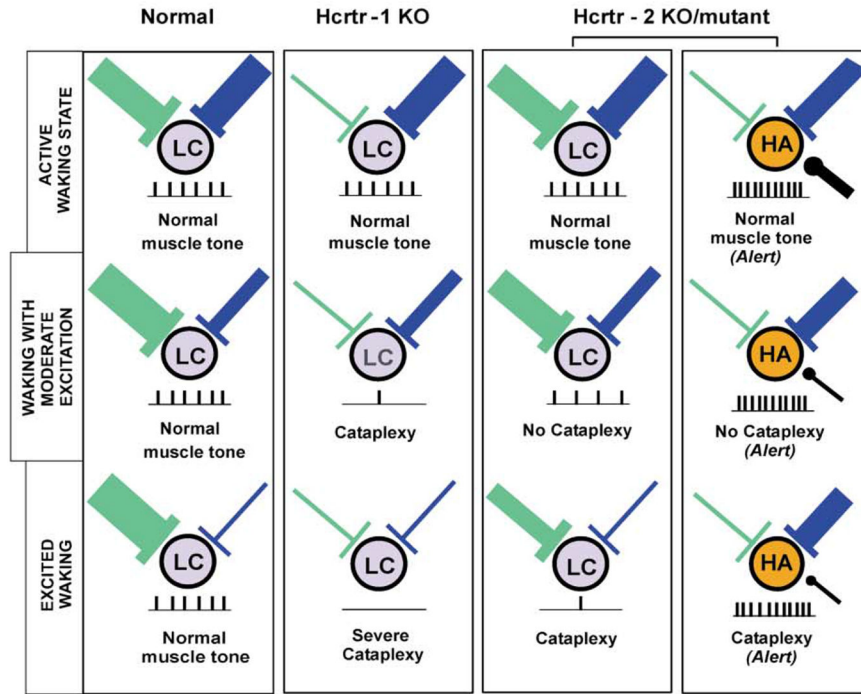 Normal
Hcrtr -1 KO
Hcrtr - 2 KO/mutant
ACTIVE
WAKING STATE
LC
LC
LC
HA
Normal
muscle tone
Normal
muscle tone
Normal
muscle tone
Normal
muscle tone
(Alert)
WAKING WITH
MODERATE
EXCITATION
LC
LC
LC
HA
Normal
muscle tone
Cataplexy
No Cataplexy
No Cataplexy
(Alert)
EXCITED
WAKING
LC
LC
LC
HA
Normal
muscle tone
Severe
Cataplexy
Cataplexy
Cataplexy
(Alert)